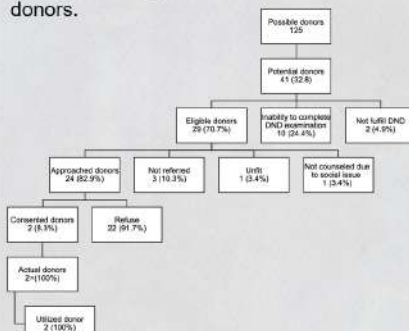 donors.
Possible donors
125
Potential donors
41 (32.8)
Eligible donors
29 (70.7%)
Inability to complete
DND examination
10 (24.4%)
Not fulfill DND
2 (4.9%)
Approached donors
24 (82.9%)
Not referred
3 (10.3%)
Unfit
1 (3.4%)
Not counseled due
to social issue
1 (3.4%)
Consented donors
2 (8.3%)
Refuse
22 (91.7%)
Actual donors
2=(100%)
Utilized donor
2 (100%)